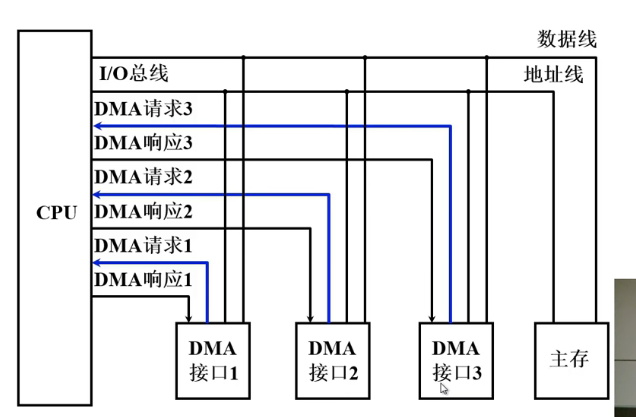 数据线
I/O总线
地址线
DMA请求3
DMA响应3
DMA请求2
CPU
DMA响应2
DMA请求1
DMA响应1
DMA
接口1
DMA
接口2
DMA
接口3
主存